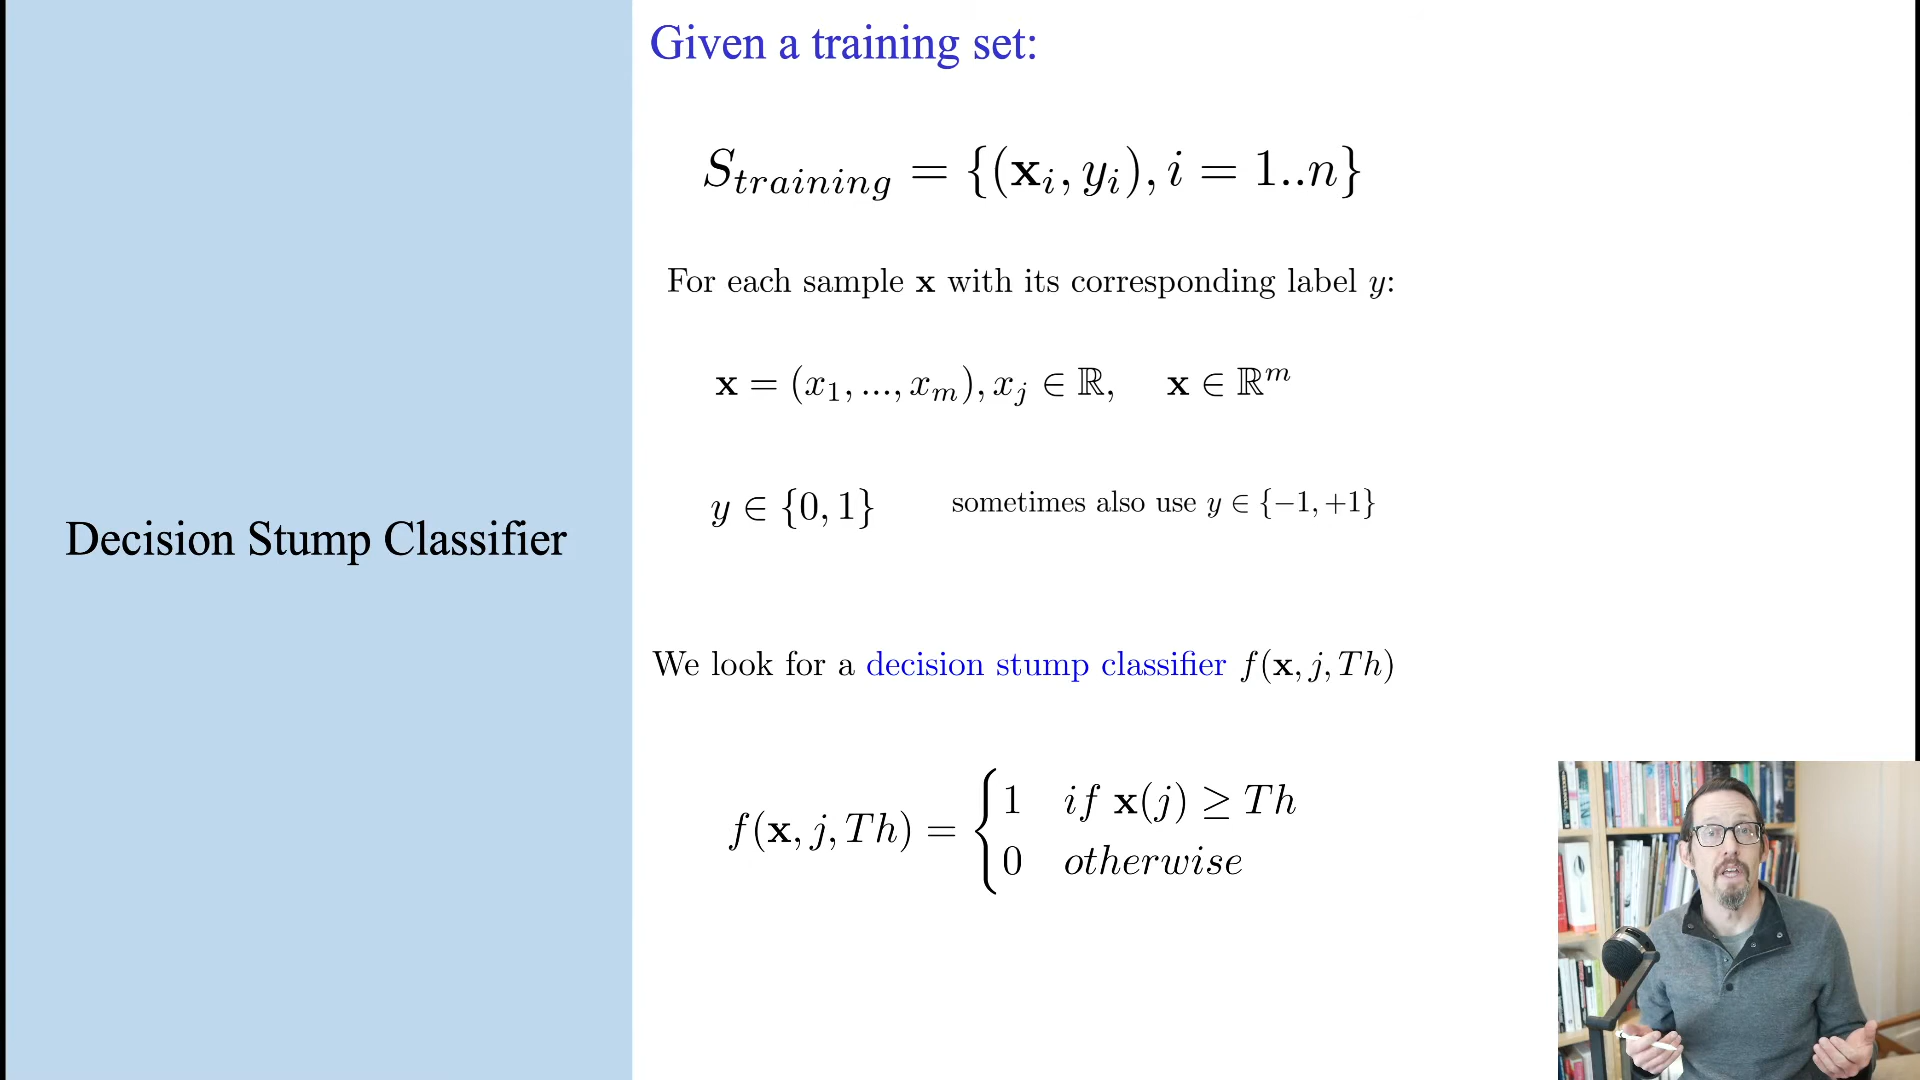 Given a training set:
S_{training} = {(x_i, y_i), i = 1..n}
For each sample x with its corresponding label y:
x = (x_1, ..., x_m), x_j ∈ ℝ, x ∈ ℝ^m
y ∈ {0, 1} sometimes also use y ∈ {−1, +1}
Decision Stump Classifier
We look for a decision stump classifier f(x, j, Th)
f(x, j, Th) = { 1 if x(j) ≥ Th
0 otherwise